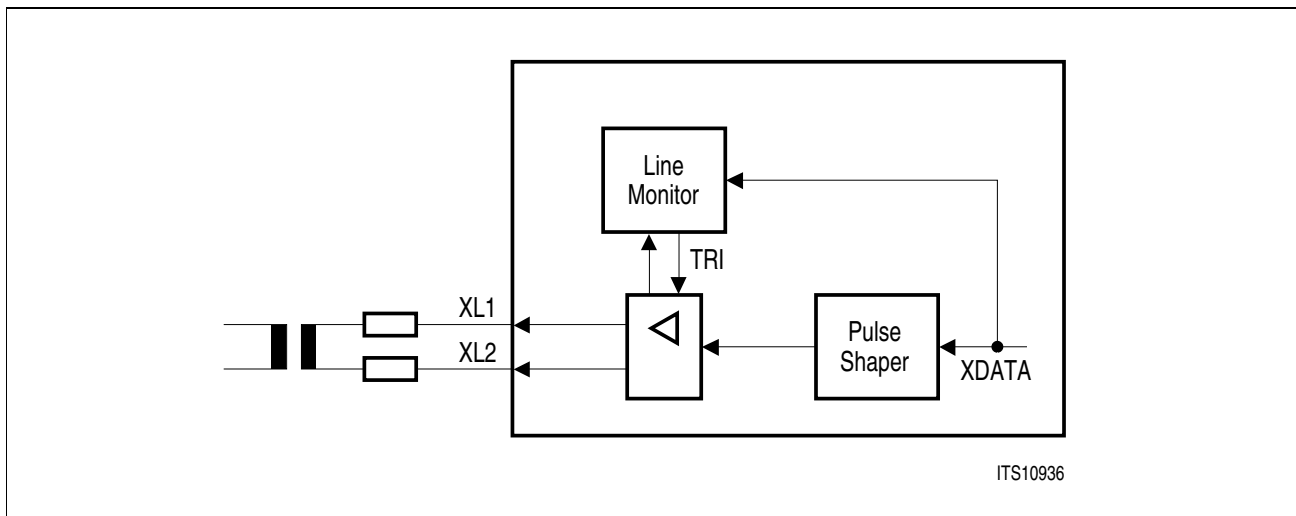 Line
Monitor
TRI
XL1
XL2
Pulse
Shaper
XDATA
ITS10936